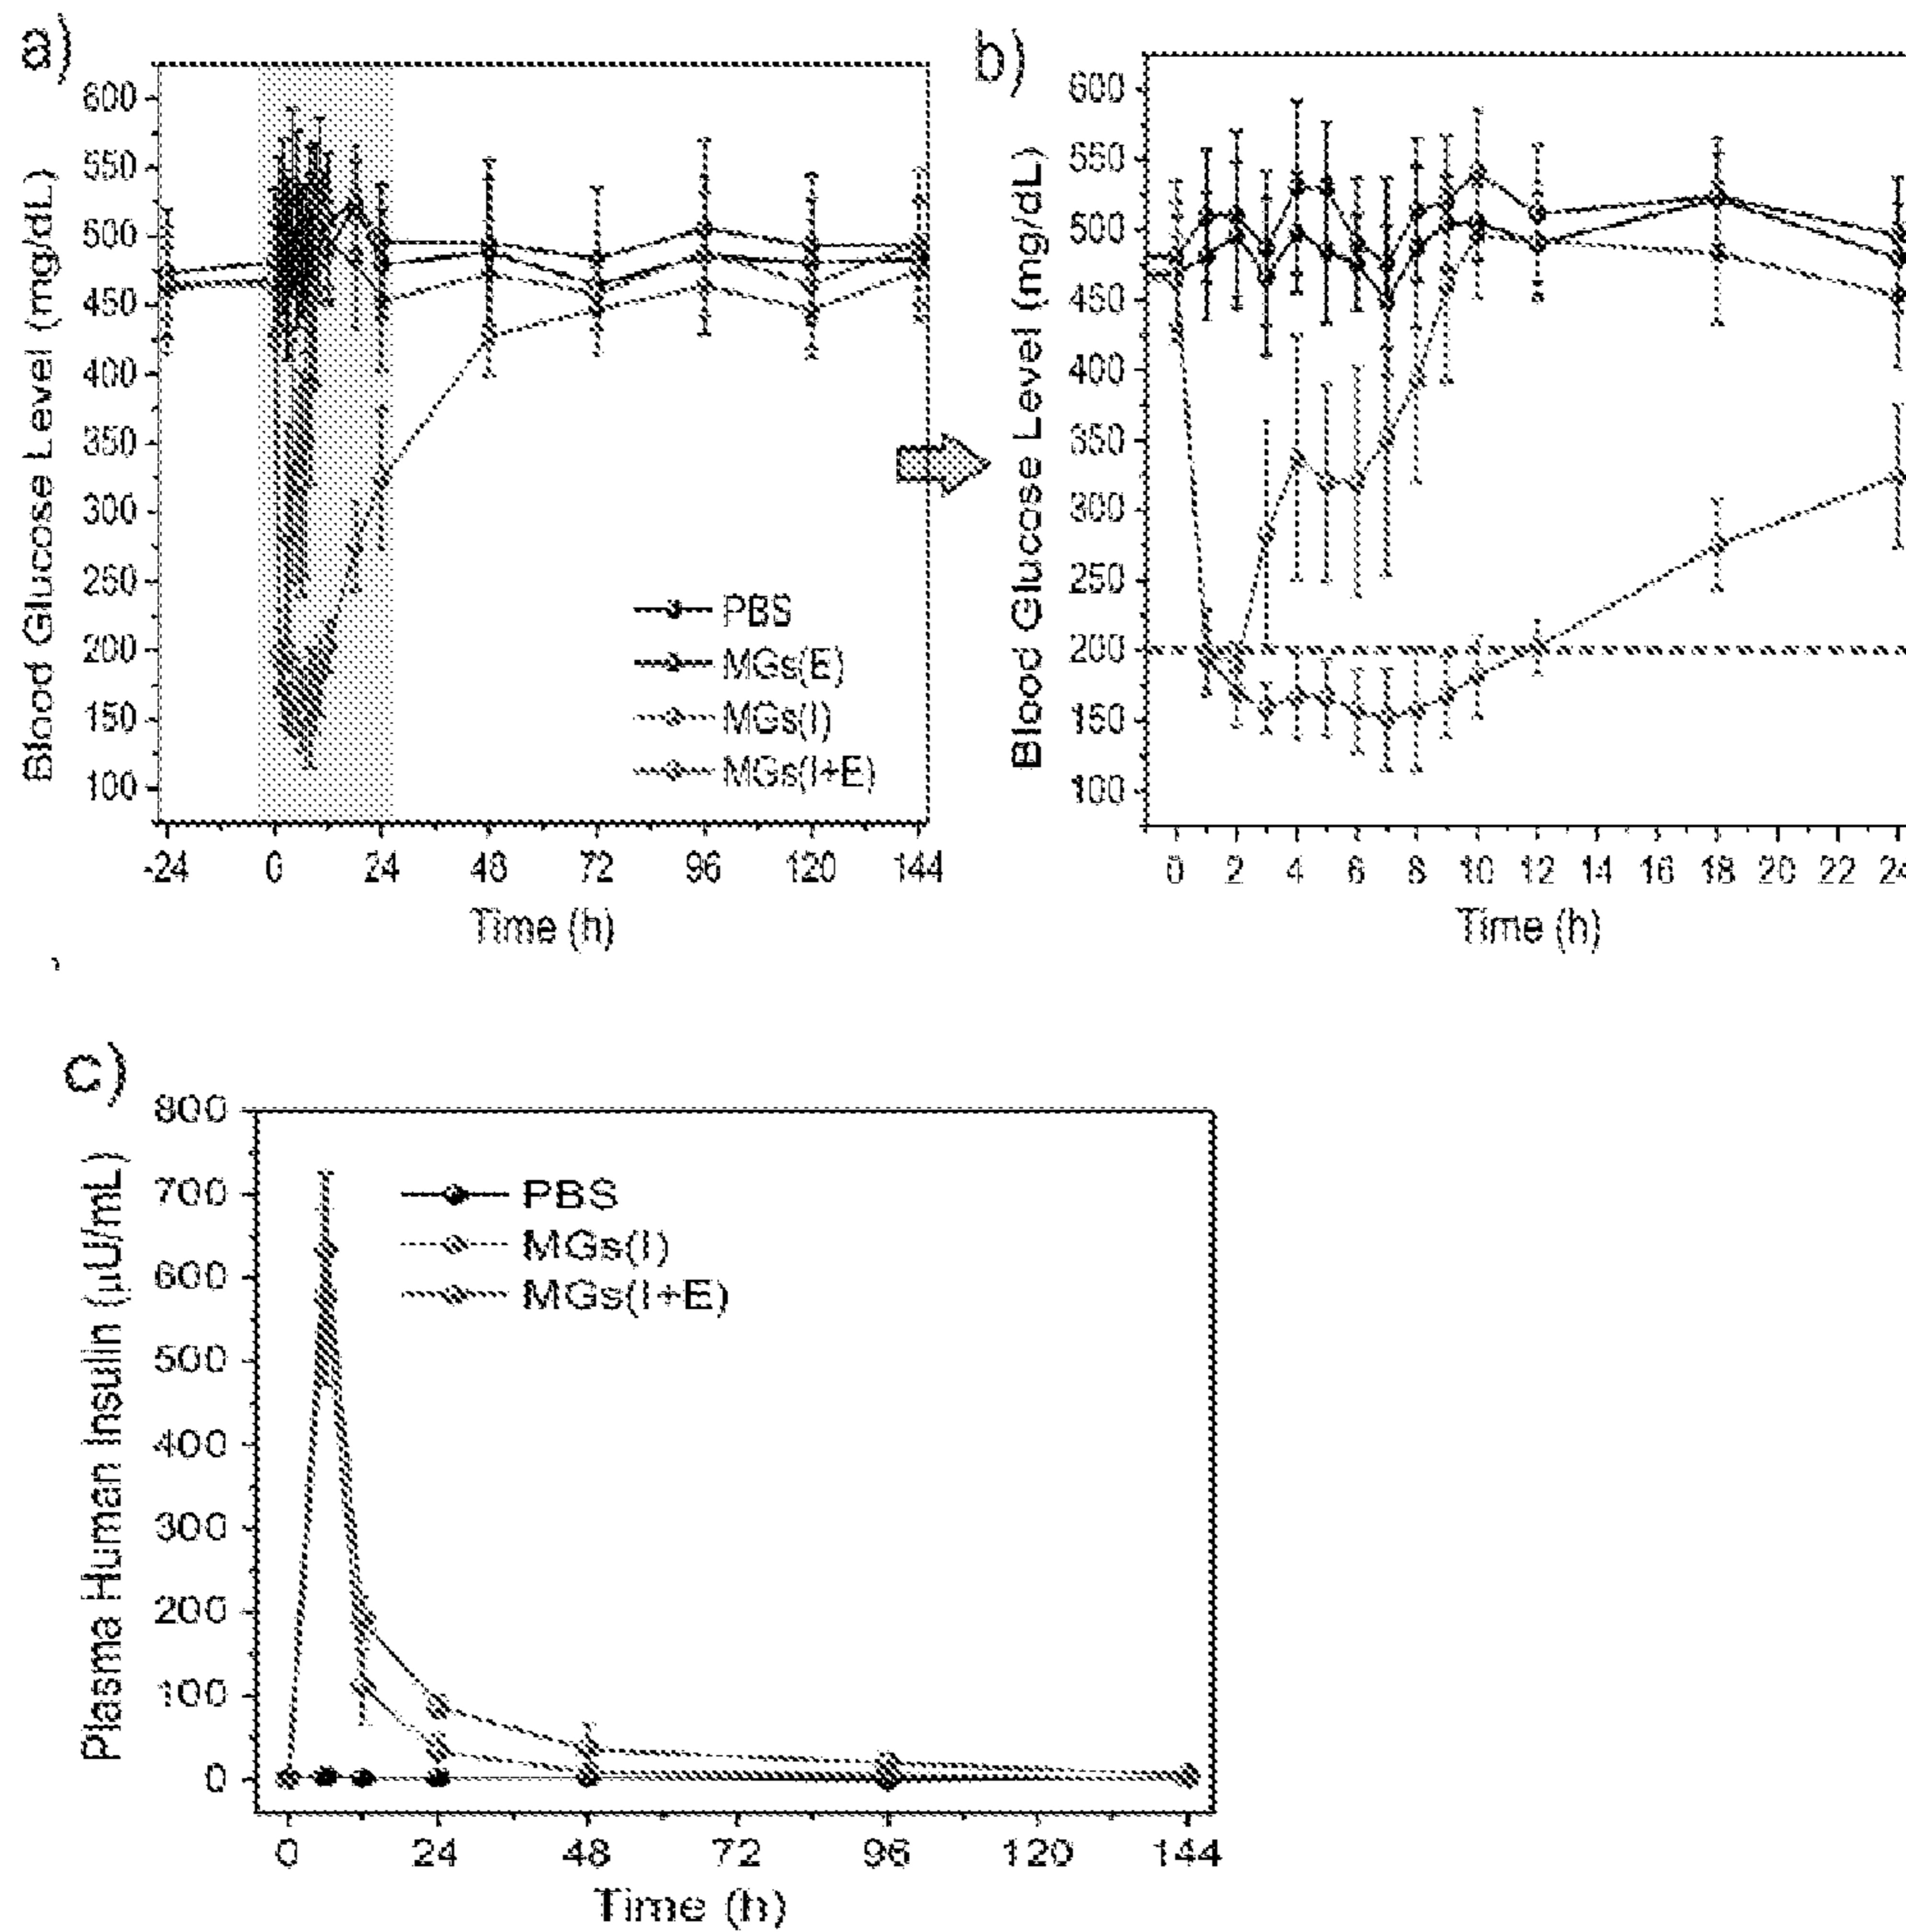 a)
Blood Glucose Level (mg/dL)
600
550
500
450
400
350
300
250
200
150
100
PBS
MGs(E)
MGs(I)
MGs(I+E)
-24 0 24 48 72 96 120 144
Time (h)
b)
Blood Glucose Level (mg/dL)
600
550
500
450
400
350
300
250
200
150
100
0 2 4 6 8 10 12 14 16 18 20 22 24
Time (h)
c)
Plasma Human Insulin (µU/mL)
800
700
600
500
400
300
200
100
0
PBS
MGs(I)
MGs(I+E)
0 24 48 72 96 120 144
Time (h)